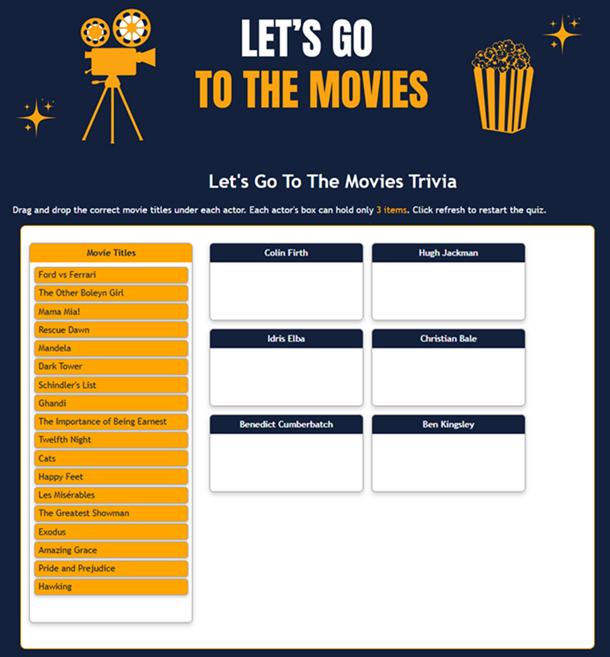 LET'S GO
TO THE MOVIES
Let's Go To The Movies Trivia
Drag and drop the correct movie titles under each actor. Each actor's box can hold only 3 items. Click refresh to restart the quiz.
Movie Titles
Ford vs Ferrari
The Other Boleyn Girl
Mama Mia!
Rescue Dawn
Mandela
Dark Tower
Schindler's List
Ghandi
The Importance of Being Earnest
Twelfth Night
Cats
Happy Feet
Les Misérables
The Greatest Showman
Exodus
Amazing Grace
Pride and Prejudice
Hawking
Colin Firth
Hugh Jackman
Idris Elba
Christian Bale
Benedict Cumberbatch
Ben Kingsley